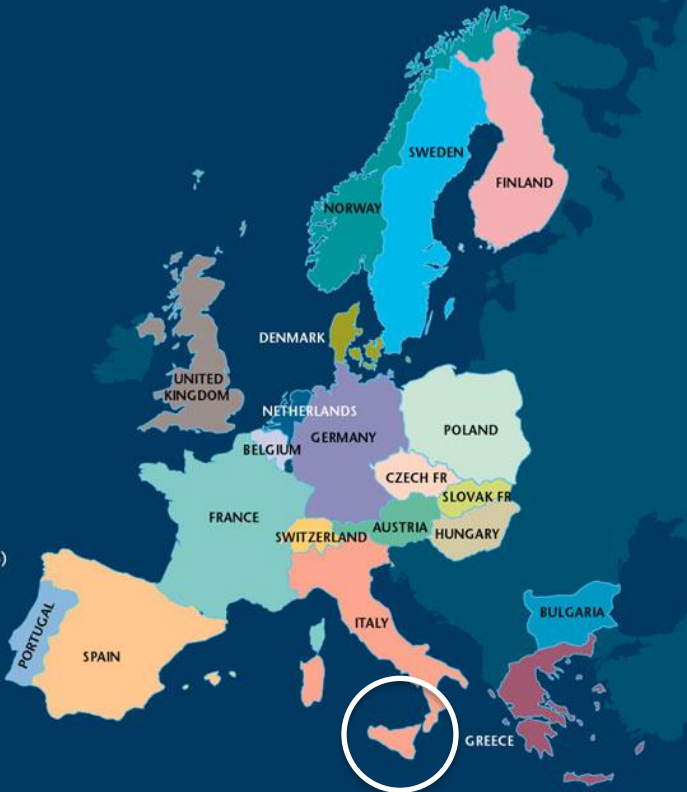 SWEDEN
FINLAND
NORWAY
DENMARK
UNITED
KINGDOM
NETHERLANDS
GERMANY
POLAND
BELGIUM
CZECH FR
SLOVAK FR
FRANCE
AUSTRIA
SWITZERLAND
HUNGARY
)
PORTUGAL
SPAIN
ITALY
BULGARIA
GREECE